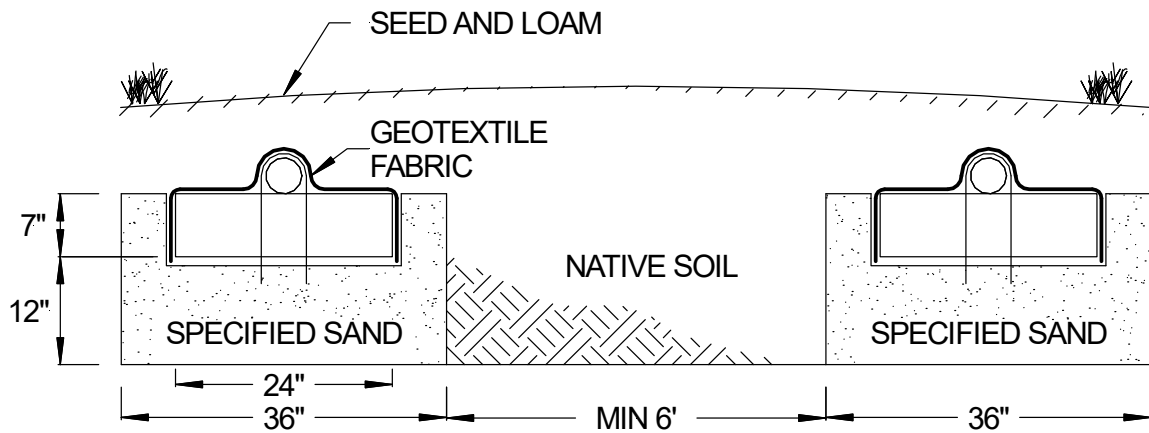 SEED AND LOAM
GEOTEXTILE
FABRIC
7"
NATIVE SOIL
12"
SPECIFIED SAND
SPECIFIED SAND
24"
36"
MIN 6'
36"